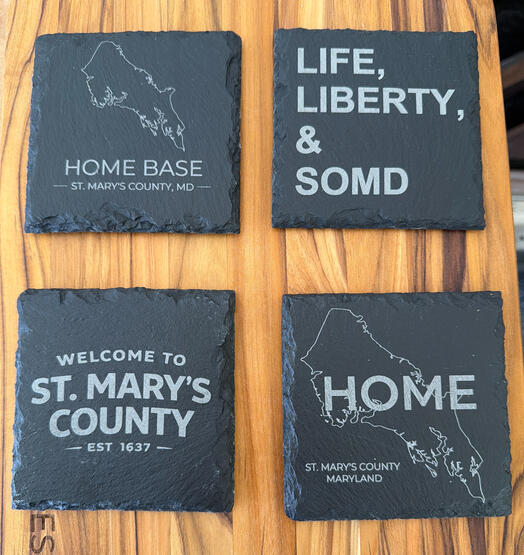 HOME BASE
ST. MARY'S COUNTY, MD
LIFE,
LIBERTY,
&
SOMD
WELCOME TO
ST. MARY'S
COUNTY
EST 1637
HOME
ST. MARY'S COUNTY
MARYLAND
ES